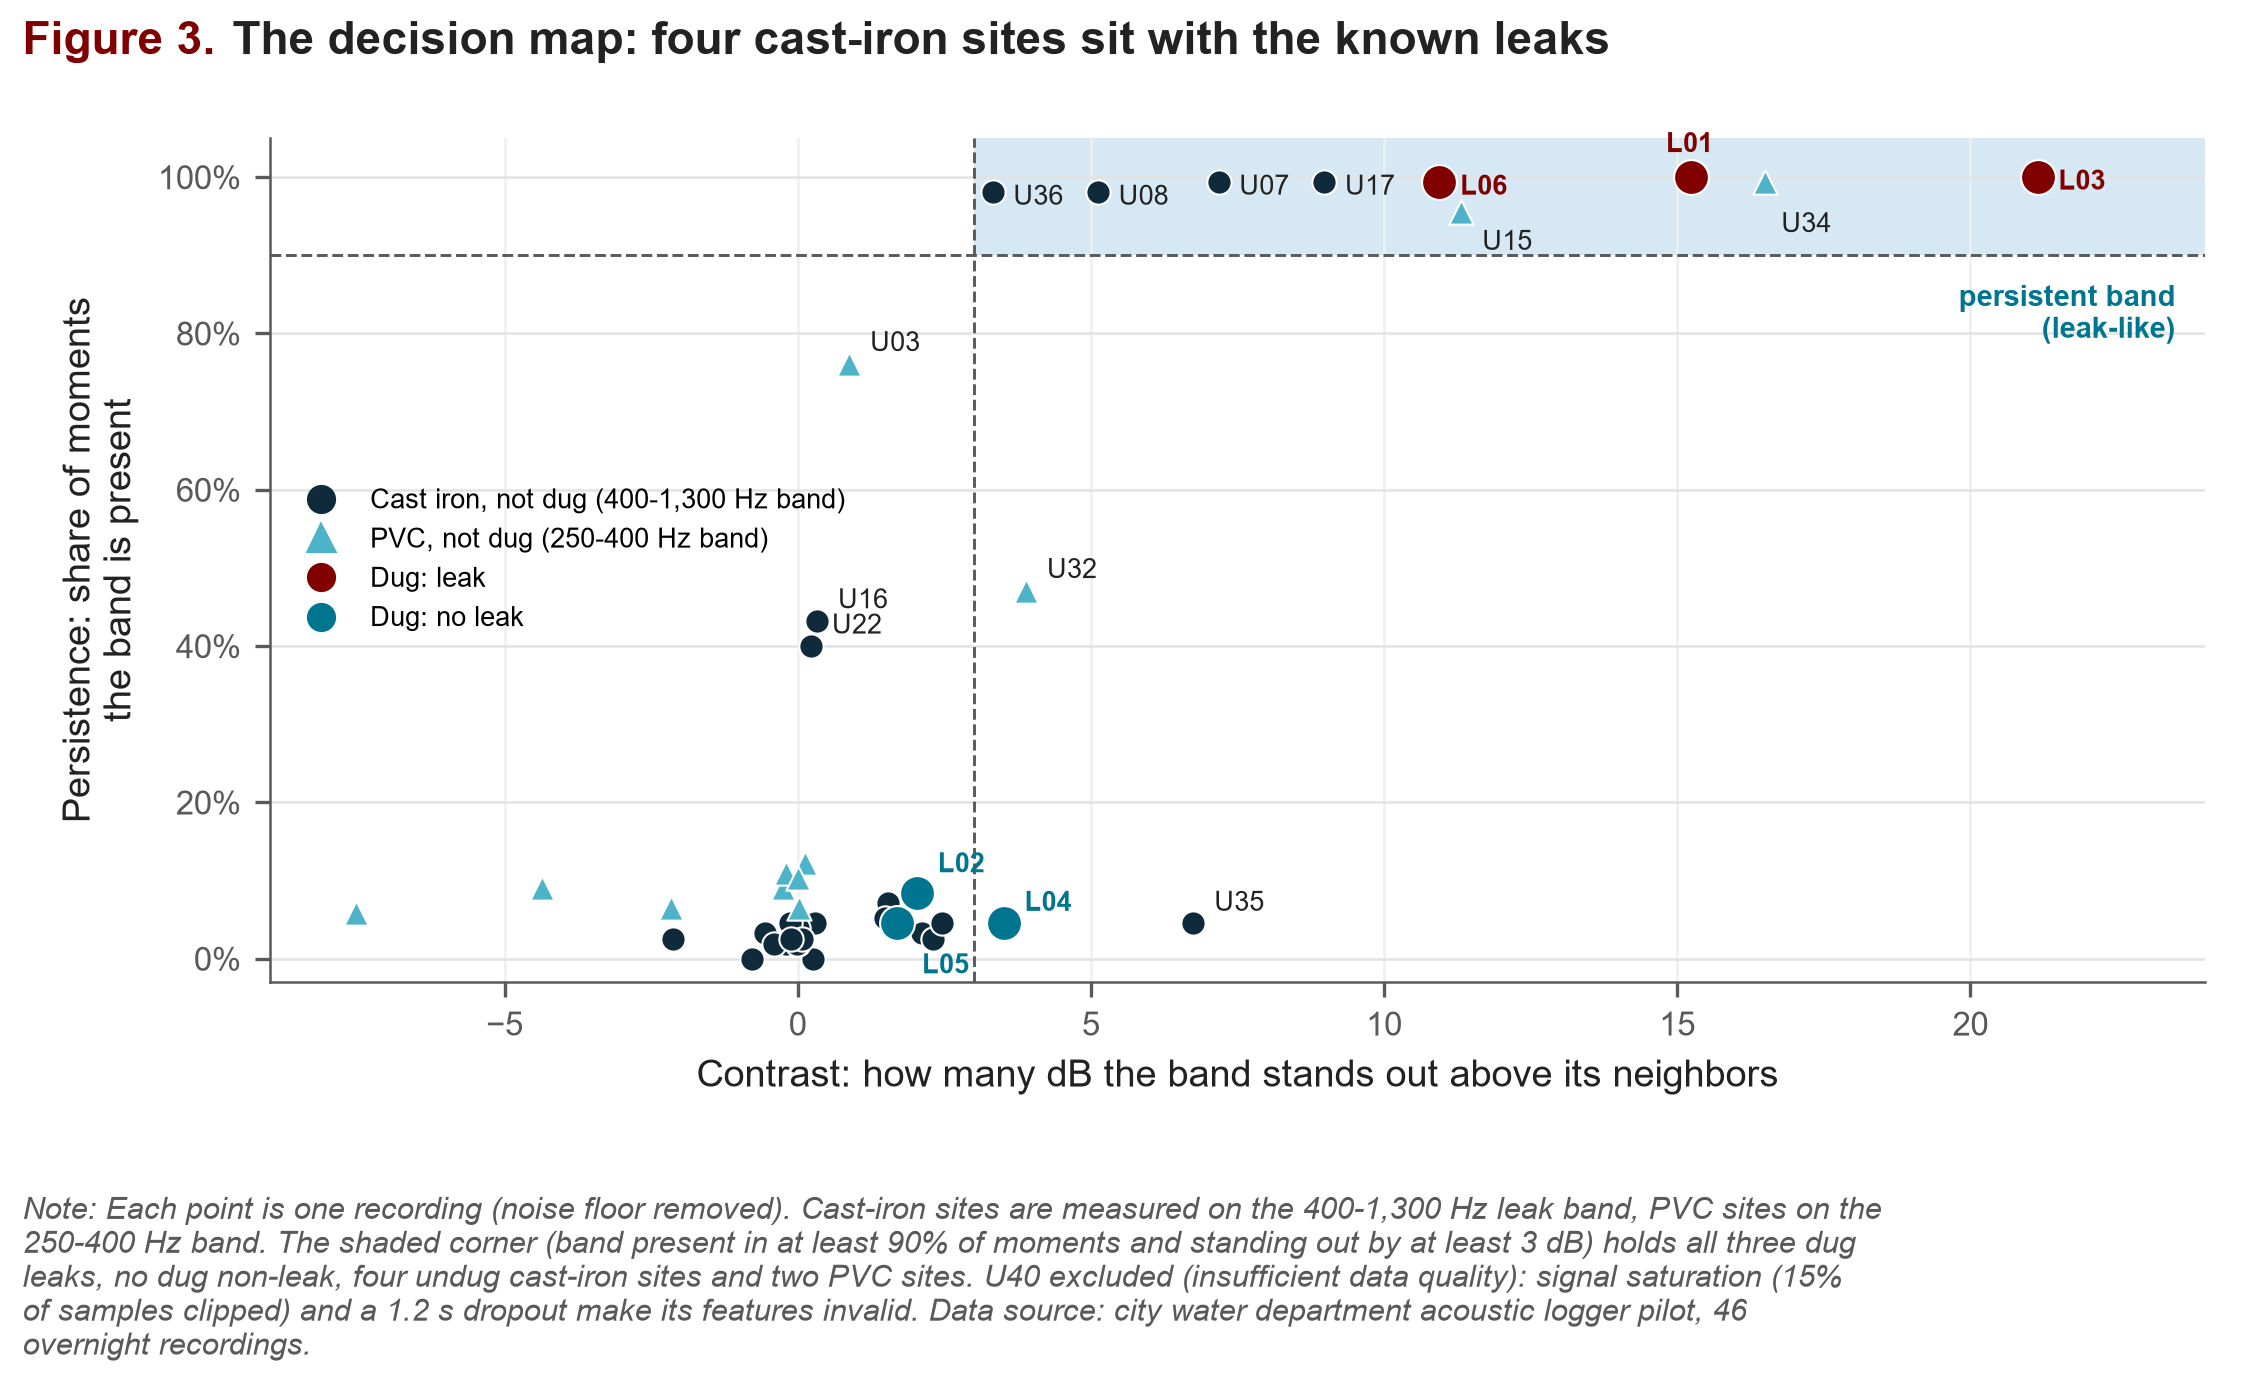 Figure 3. The decision map: four cast-iron sites sit with the known leaks
L01
100%
U36
U08
U07
U17
L06
L03
U15
U34
persistent band
(leak-like)
80%
U03
Persistence: share of moments
the band is present
60%
Cast iron, not dug (400-1,300 Hz band)
PVC, not dug (250-400 Hz band)
Dug: leak
Dug: no leak
U32
U16
U22
40%
20%
L02
L04
U35
L05
0%
−5
0
5
10
15
20
Contrast: how many dB the band stands out above its neighbors
Note: Each point is one recording (noise floor removed). Cast-iron sites are measured on the 400-1,300 Hz leak band, PVC sites on the
250-400 Hz band. The shaded corner (band present in at least 90% of moments and standing out by at least 3 dB) holds all three dug
leaks, no dug non-leak, four undug cast-iron sites and two PVC sites. U40 excluded (insufficient data quality): signal saturation (15%
of samples clipped) and a 1.2 s dropout make its features invalid. Data source: city water department acoustic logger pilot, 46
overnight recordings.